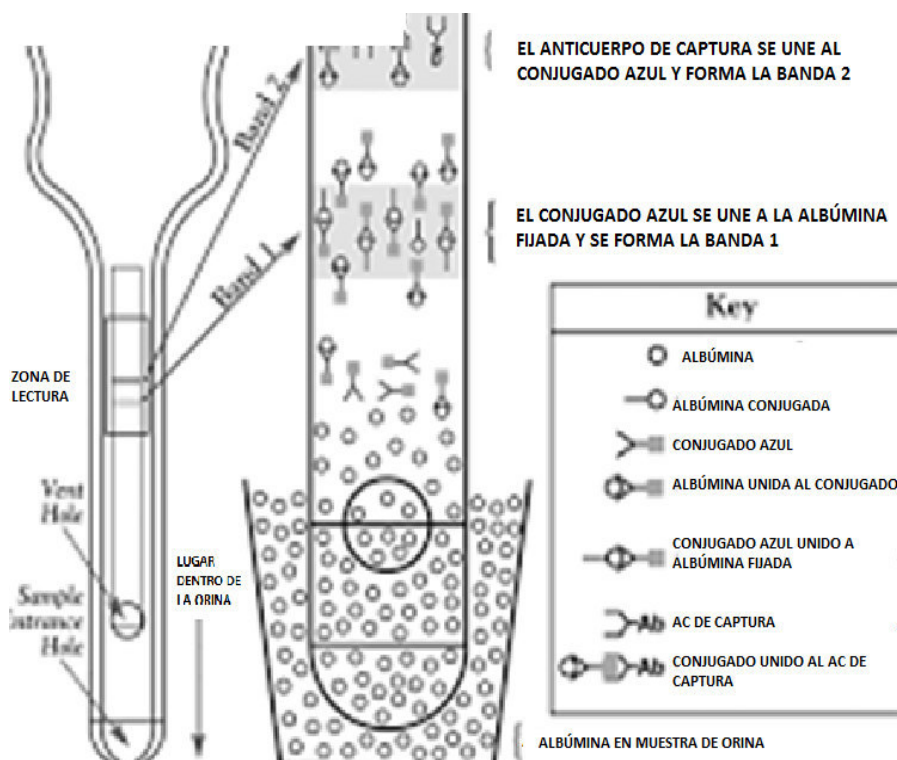 EL ANTICUERPO DE CAPTURA SE UNE AL
CONJUGADO AZUL Y FORMA LA BANDA 2
Band 2
EL CONJUGADO AZUL SE UNE A LA ALBÚMINA
FIJADA Y SE FORMA LA BANDA 1
Band 1
ZONA DE
LECTURA
Vent
Hole
Sample
Entrance
Hole
LUGAR
DENTRO DE
LA ORINA
Key
ALBÚMINA
ALBÚMINA CONJUGADA
CONJUGADO AZUL
ALBÚMINA UNIDA AL CONJUGADO
CONJUGADO AZUL UNIDO A
ALBÚMINA FIJADA
Ab AC DE CAPTURA
Ab CONJUGADO UNIDO AL AC DE
CAPTURA
ALBÚMINA EN MUESTRA DE ORINA